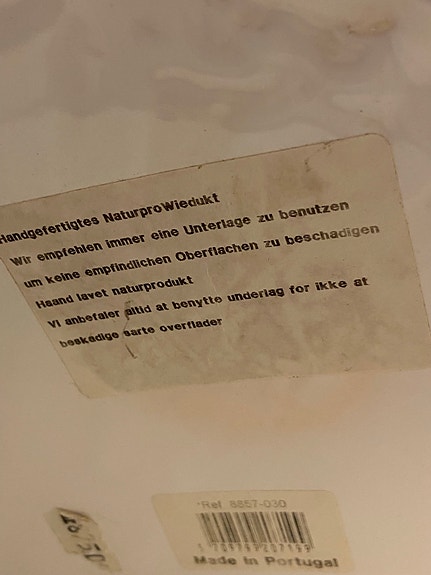 Handgefertigtes NaturproWiedukt
Wir empfehlen immer eine Unterlage zu benutzen
um keine empfindlichen Oberflachen zu beschadigen
Haand lavet naturprodukt
Vi anbefaler altid at benytte underlag for ikke at
beskadige sarte overflader
*Ref. 8857-030
Made in Portugal